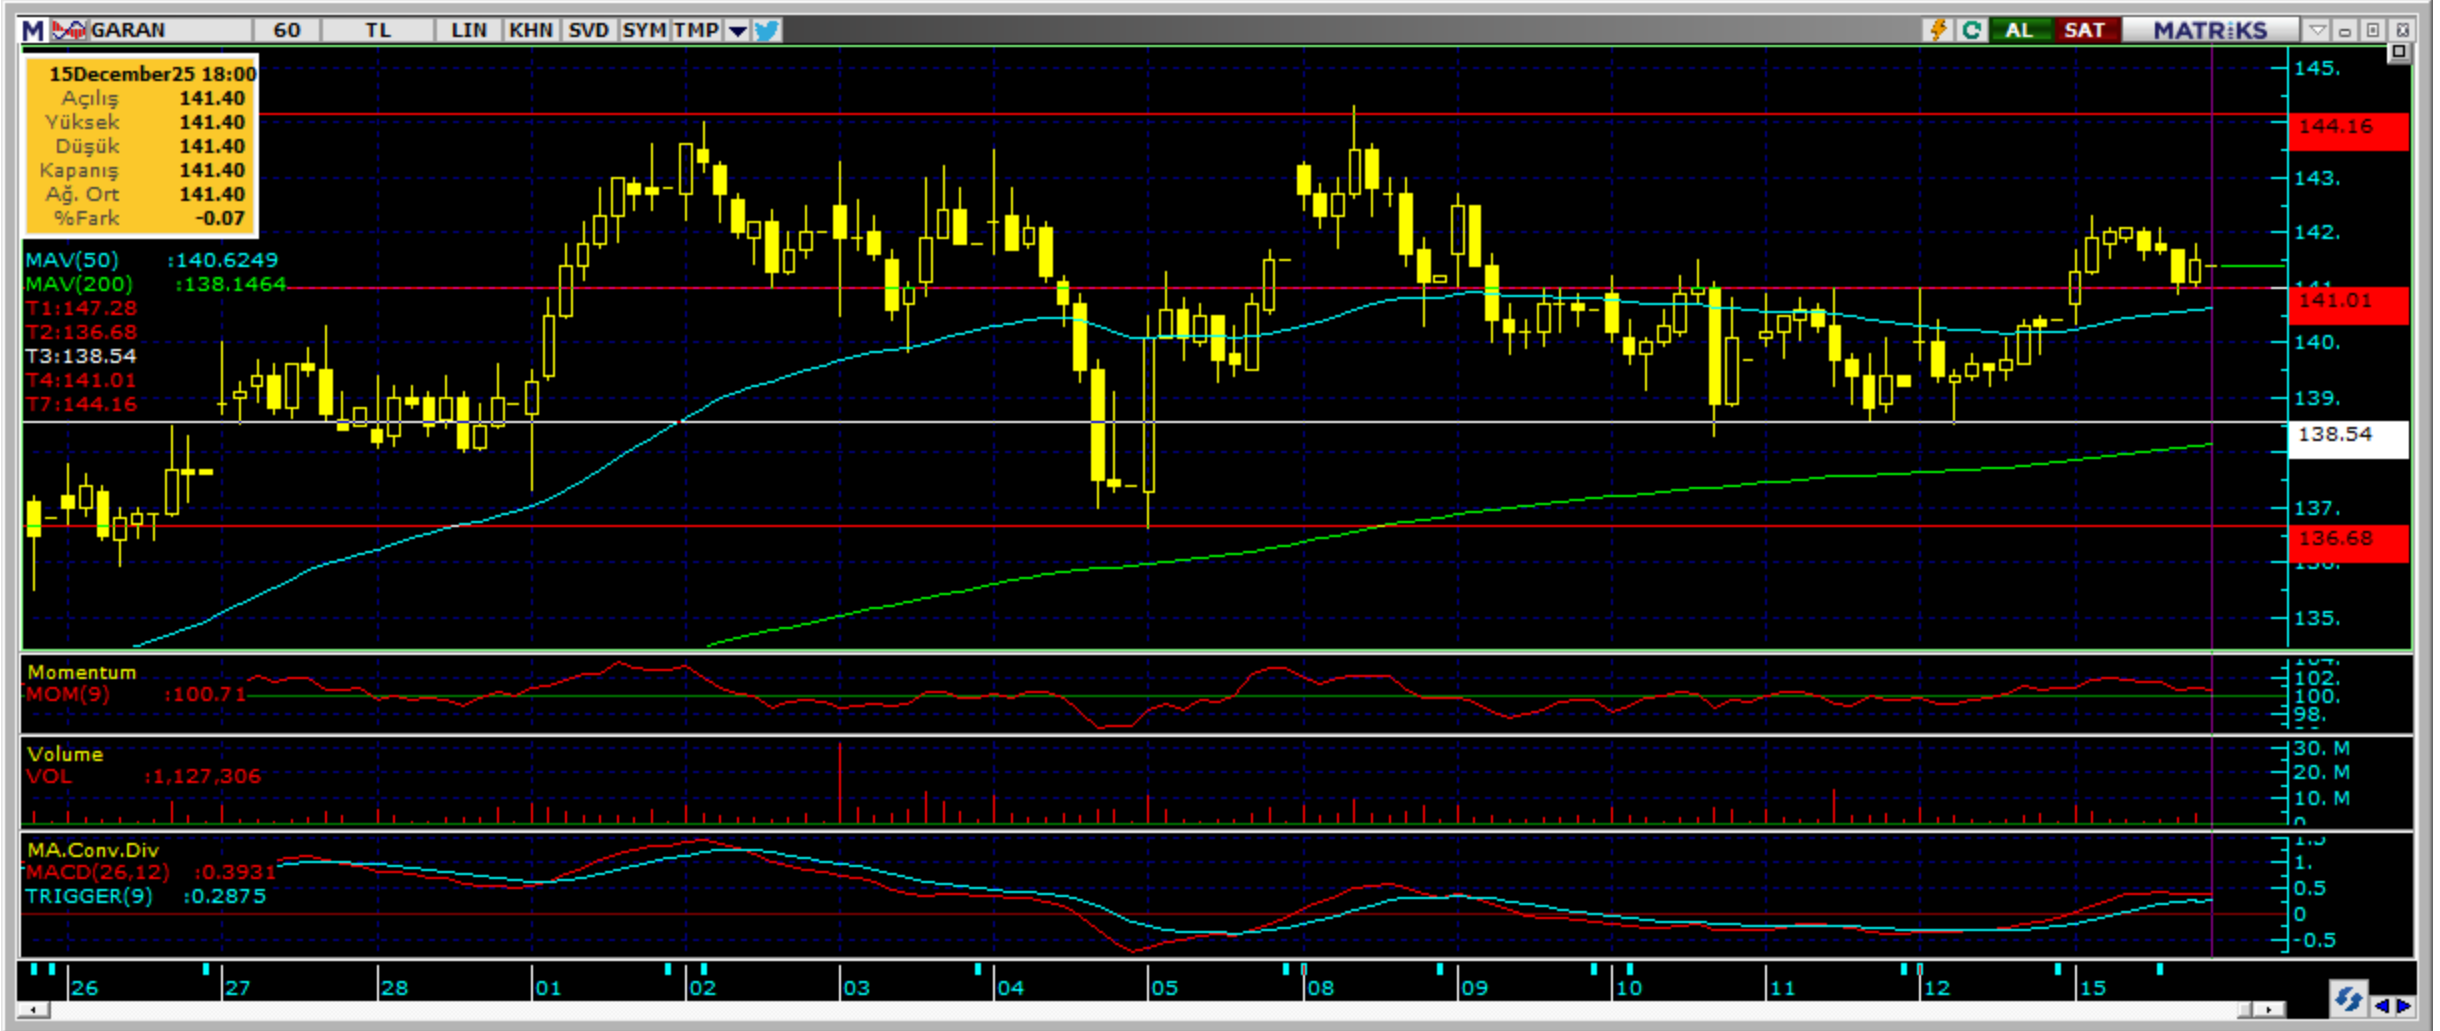 M GARAN 60 TL LIN KHN SVD SYM TMP AL SAT MATRiKS
15December25 18:00
Açılış 141.40
Yüksek 141.40
Düşük 141.40
Kapanış 141.40
Ağ. Ort 141.40
%Fark -0.07
MAV(50) :140.6249
MAV(200) :138.1464
T1:147.28
T2:136.68
T3:138.54
T4:141.01
T7:144.16
145.
144.16
143.
142.
141.01
140.
139.
138.54
137.
136.68
135.
Momentum
MOM(9) :100.71
102.
100.
98.
Volume
VOL :1,127,306
30. M
20. M
10. M
0
MA.Conv.Div
MACD(26,12) :0.3931
TRIGGER(9) :0.2875
1.
0.5
0
-0.5
26 27 28 01 02 03 04 05 08 09 10 11 12 15